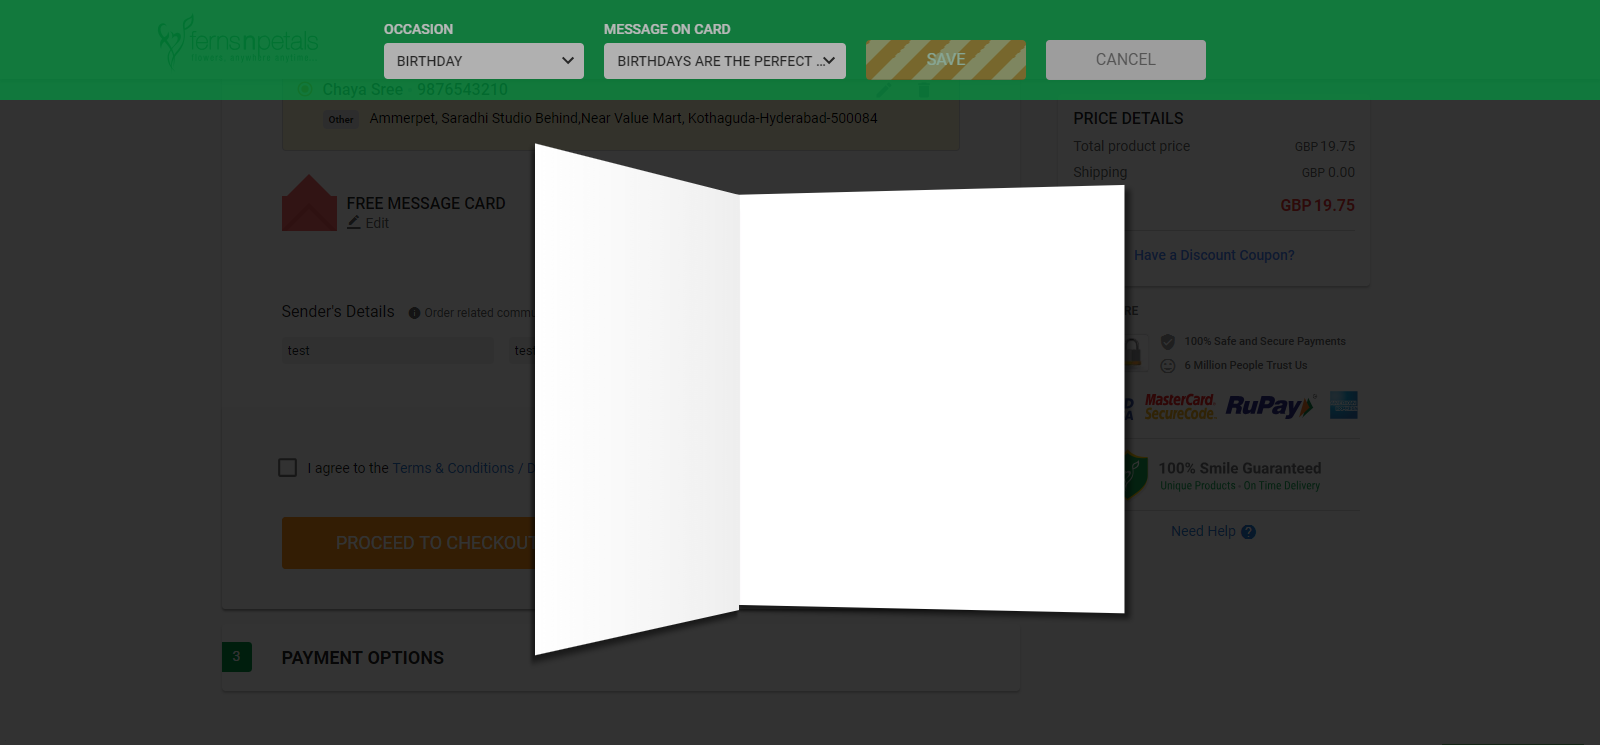 fernsnpetals
OCCASION
MESSAGE ON CARD
BIRTHDAY
BIRTHDAYS ARE THE PERFECT ...
SAVE
CANCEL
Chaya Sree - 9876543210
Other
Ammerpet, Saradhi Studio Behind,Near Value Mart, Kothaguda-Hyderabad-500084
FREE MESSAGE CARD
Edit
Sender's Details
Order related comm
test
test
I agree to the Terms & Conditions / D
PROCEED TO CHECKOUT
3
PAYMENT OPTIONS
PRICE DETAILS
Total product price
GBP 19.75
Shipping
GBP 0.00
GBP 19.75
Have a Discount Coupon?
RE
100% Safe and Secure Payments
6 Million People Trust Us
MasterCard.
SecureCode.
RuPay
100% Smile Guaranteed
Unique Products - On Time Delivery
Need Help ?